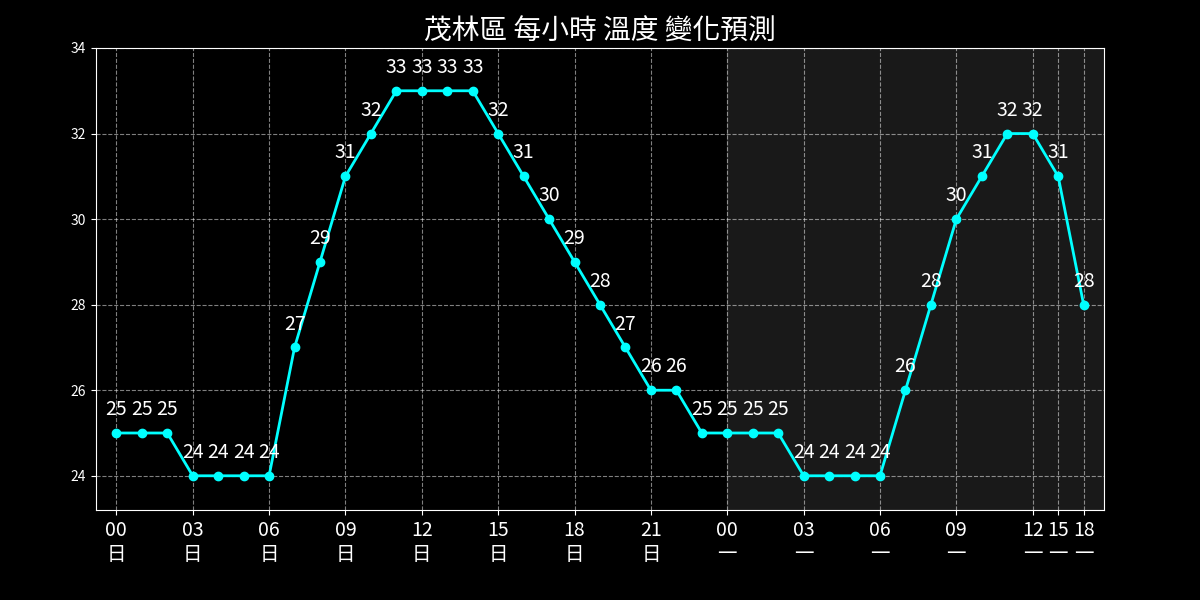 茂林區 每小時 溫度 變化預測
34
33 33 33 33
32 32 32 32
32
31 31 31 31
30 30
30
29 29
28 28 28
28
27 27
26 26 26
26
25 25 25 25 25 25 25
24 24 24 24 24 24 24 24
24
00 03 06 09 12 15 18 21 00 03 06 09 12 15 18
日 日 日 日 日 日 日 日 一 一 一 一 一 一 一